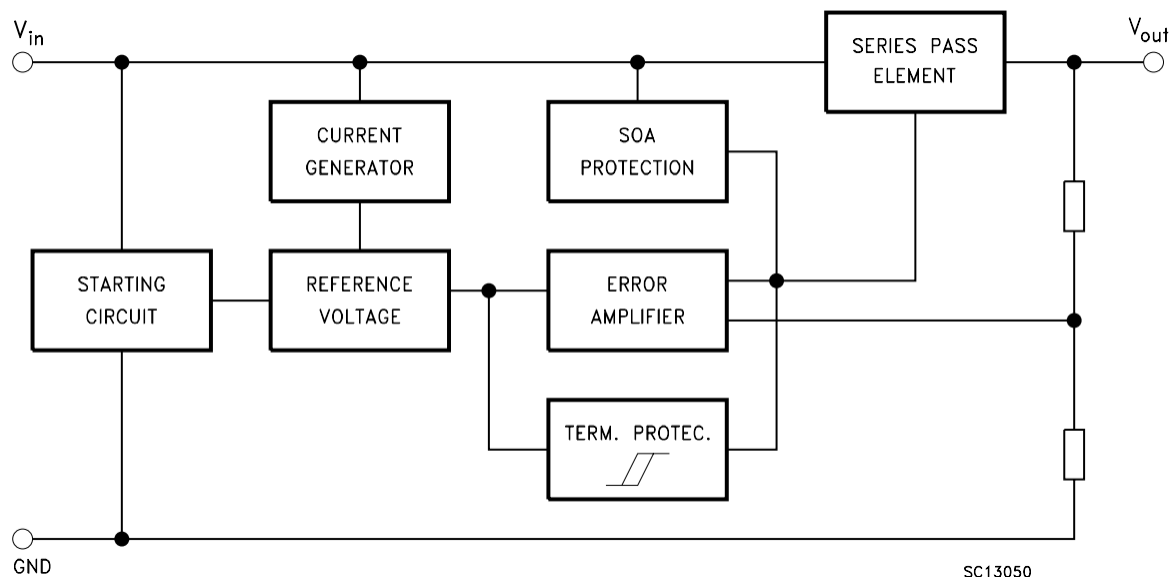 Vin
Vout
SERIES PASS
ELEMENT
CURRENT
GENERATOR
SOA
PROTECTION
STARTING
CIRCUIT
REFERENCE
VOLTAGE
ERROR
AMPLIFIER
TERM. PROTEC.
GND
SC13050